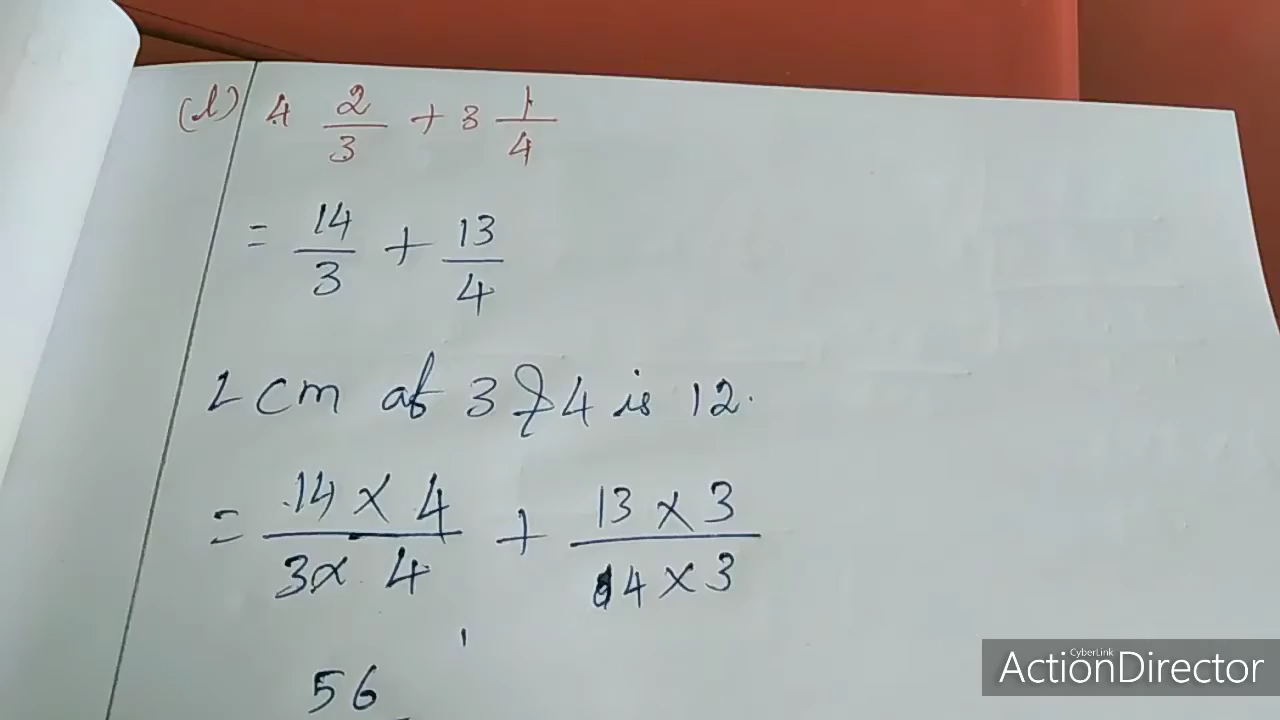 (l) 4 2/3 + 3 1/4
= 14/3 + 13/4
LCM of 3 & 4 is 12.
= 14 × 4 / 3 × 4 + 13 × 3 / 4 × 3
56
CyberLink
ActionDirector